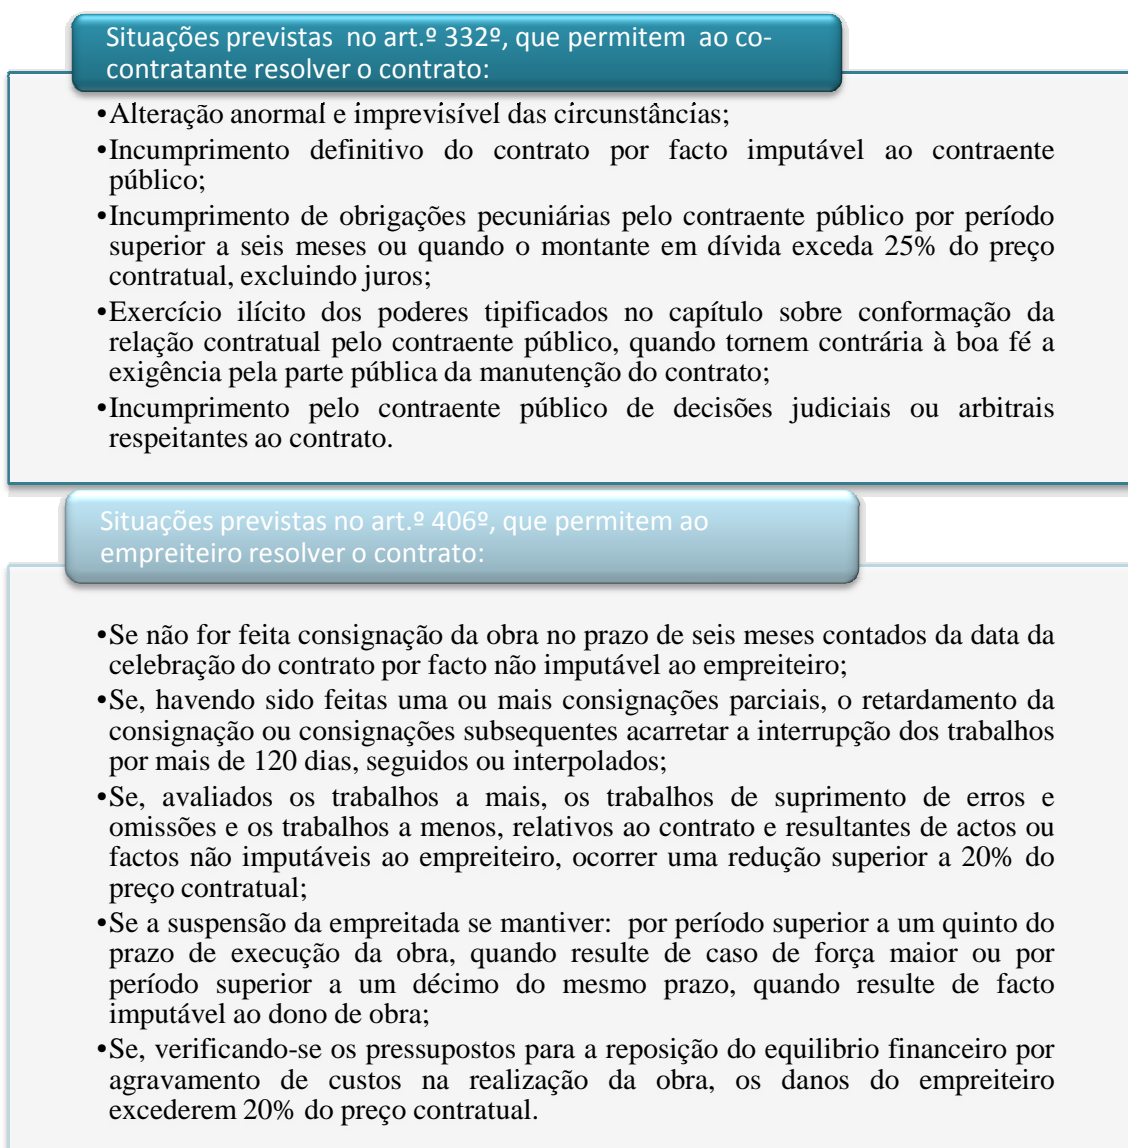 Situações previstas  no art.º 332º, que permitem  ao co-
contratante resolver o contrato:
•Alteração anormal e imprevisível das circunstâncias;
•Incumprimento definitivo do contrato por facto imputável ao contraente
público;
•Incumprimento de obrigações pecuniárias pelo contraente público por período
superior a seis meses ou quando o montante em dívida exceda 25% do preço
contratual, excluindo juros;
•Exercício ilícito dos poderes tipificados no capítulo sobre conformação da
relação contratual pelo contraente público, quando tornem contrária à boa fé a
exigência pela parte pública da manutenção do contrato;
•Incumprimento pelo contraente público de decisões judiciais ou arbitrais
respeitantes ao contrato.
Situações previstas no art.º 406º, que permitem ao
empreiteiro resolver o contrato:
•Se não for feita consignação da obra no prazo de seis meses contados da data da
celebração do contrato por facto não imputável ao empreiteiro;
•Se, havendo sido feitas uma ou mais consignações parciais, o retardamento da
consignação ou consignações subsequentes acarretar a interrupção dos trabalhos
por mais de 120 dias, seguidos ou interpolados;
•Se, avaliados os trabalhos a mais, os trabalhos de suprimento de erros e
omissões e os trabalhos a menos, relativos ao contrato e resultantes de actos ou
factos não imputáveis ao empreiteiro, ocorrer uma redução superior a 20% do
preço contratual;
•Se a suspensão da empreitada se mantiver:  por período superior a um quinto do
prazo de execução da obra, quando resulte de caso de força maior ou por
período superior a um décimo do mesmo prazo, quando resulte de facto
imputável ao dono de obra;
•Se, verificando-se os pressupostos para a reposição do equilibrio financeiro por
agravamento de custos na realização da obra, os danos do empreiteiro
excederem 20% do preço contratual.